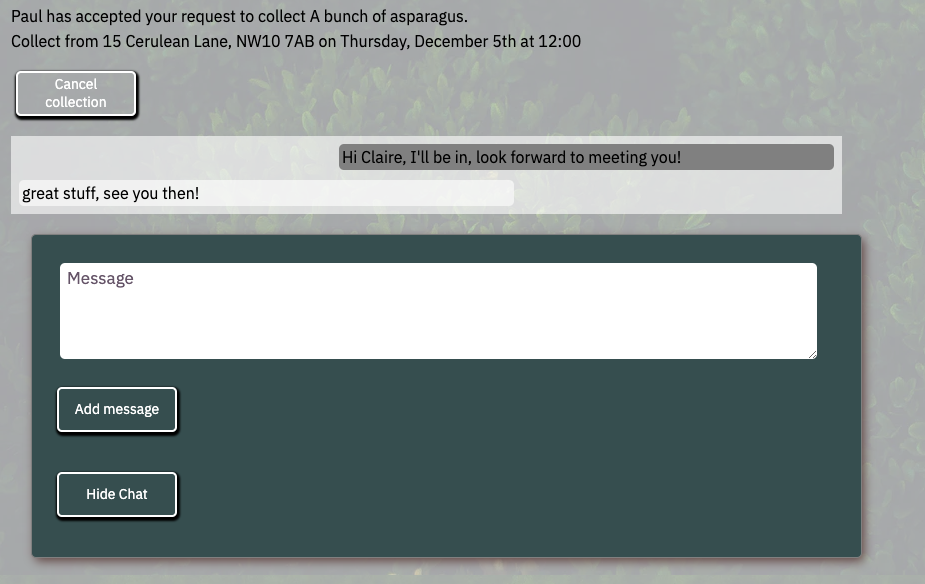 Paul has accepted your request to collect A bunch of asparagus.
Collect from 15 Cerulean Lane, NW10 7AB on Thursday, December 5th at 12:00
Cancel
collection
Hi Claire, I'll be in, look forward to meeting you!
great stuff, see you then!
Message
Add message
Hide Chat